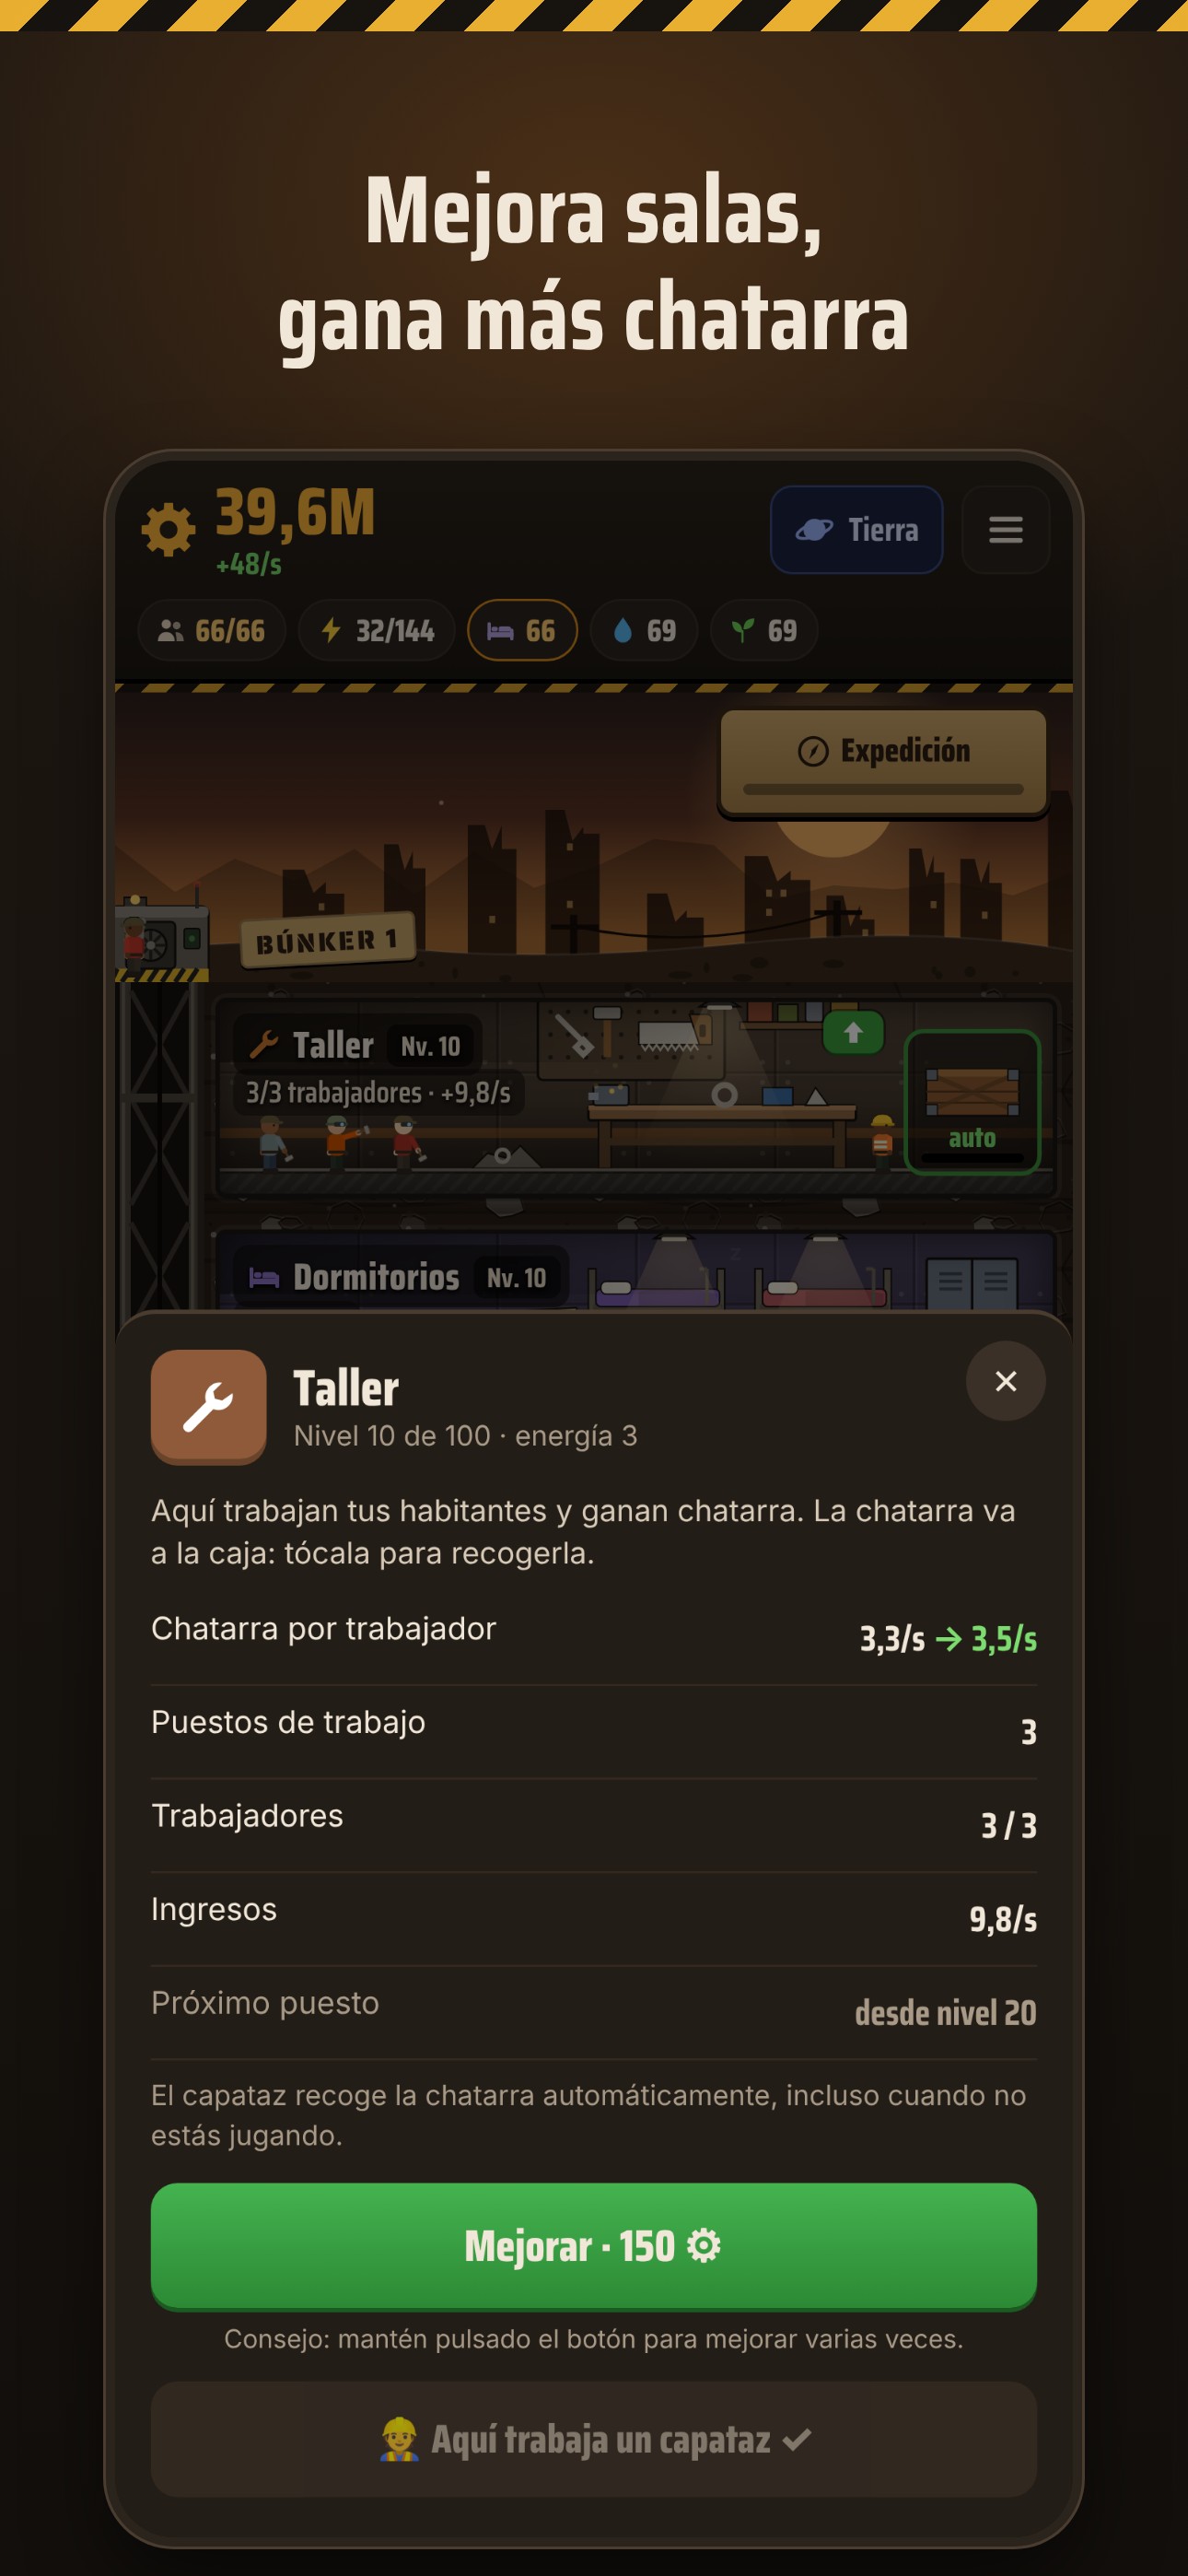 Mejora salas,
gana más chatarra
39,6M
+48/s
Tierra
66/66
32/144
66
69
69
Expedición
BÚNKER 1
Taller Nv. 10
3/3 trabajadores · +9,8/s
auto
Dormitorios Nv. 10
Taller
Nivel 10 de 100 · energía 3
Aquí trabajan tus habitantes y ganan chatarra. La chatarra va
a la caja: tócala para recogerla.
Chatarra por trabajador 3,3/s → 3,5/s
Puestos de trabajo 3
Trabajadores 3 / 3
Ingresos 9,8/s
Próximo puesto desde nivel 20
El capataz recoge la chatarra automáticamente, incluso cuando no
estás jugando.
Mejorar · 150
Consejo: mantén pulsado el botón para mejorar varias veces.
Aquí trabaja un capataz ✓